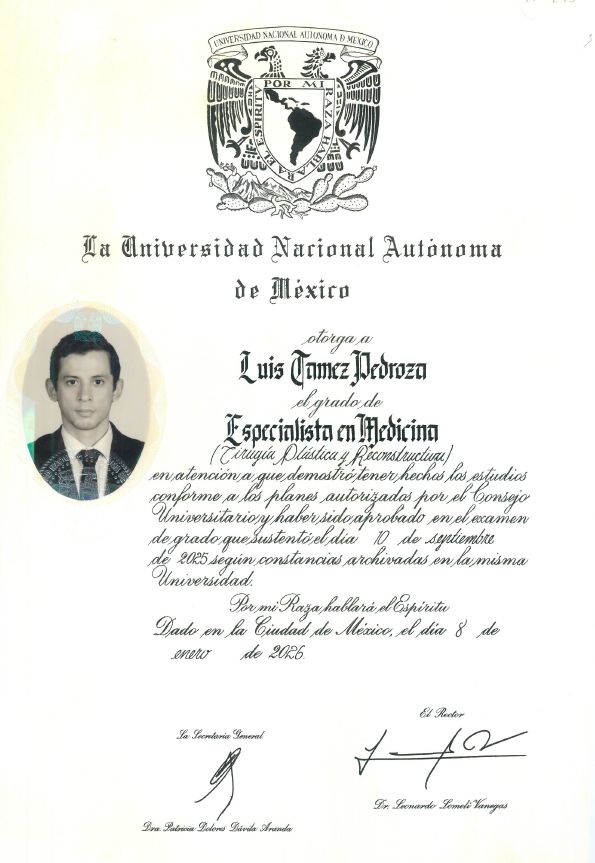 UNIVERSIDAD NACIONAL AUTONOMA D MEXICO
POR MI RAZA HABLARA EL ESPIRITV
La Universidad Nacional Autónoma
de México
otorga a
Luis Tamez Pedroza
el grado de
Especialista en Medicina
(Cirugía Plástica y Reconstructiva)
en atención a que demostró tener hechos los estudios
conforme a los planes autorizados por el Consejo
Universitario y haber sido aprobado en el examen
de grado que sustentó el día 10 de septiembre
de 2025 según constancias archivadas en la misma
Universidad.
Por mi Raza hablará el Espíritu
Dado en la Ciudad de México, el día 8 de
enero de 2026.
El Rector
La Secretaria General
Dr. Leonardo Lomelí Vanegas
Dra. Patricia Dolores Dávila Aranda